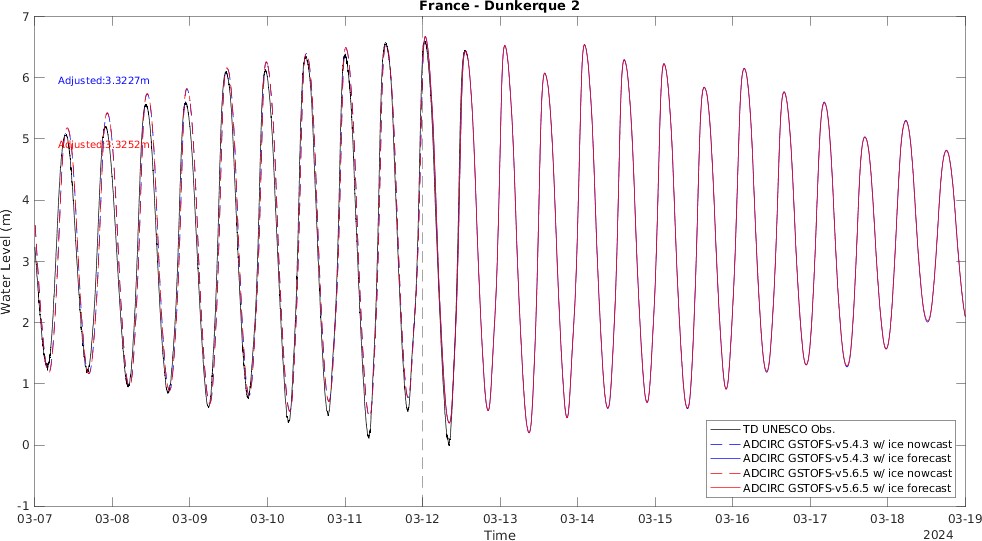 France - Dunkerque 2
7
6
5
4
3
2
1
0
-1
Water Level (m)
Adjusted:3.3227m
Adjusted:3.3252m
TD UNESCO Obs.
ADCIRC GSTOFS-v5.4.3 w/ ice nowcast
ADCIRC GSTOFS-v5.4.3 w/ ice forecast
ADCIRC GSTOFS-v5.6.5 w/ ice nowcast
ADCIRC GSTOFS-v5.6.5 w/ ice forecast
03-07 03-08 03-09 03-10 03-11 03-12 03-13 03-14 03-15 03-16 03-17 03-18 03-19
Time
2024